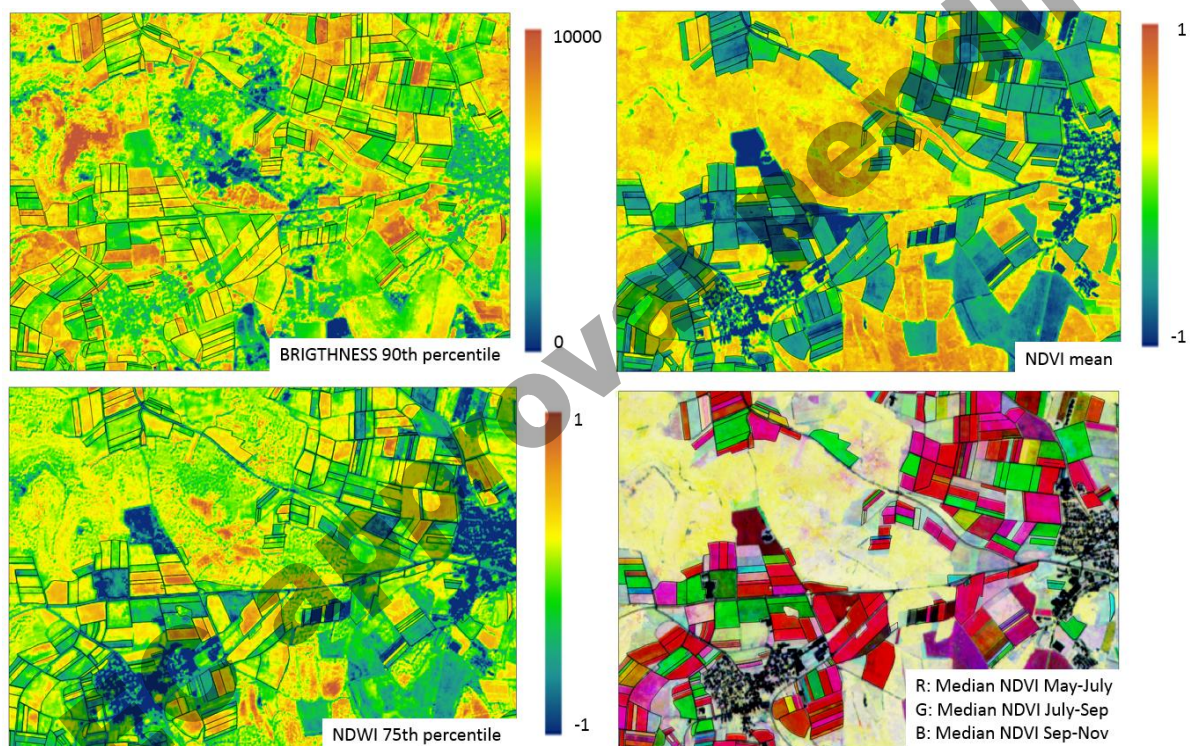 10000
0
BRIGTHNESS 90th percentile
1
-1
NDVI mean
1
-1
NDWI 75th percentile
R: Median NDVI May-July
G: Median NDVI July-Sep
B: Median NDVI Sep-Nov